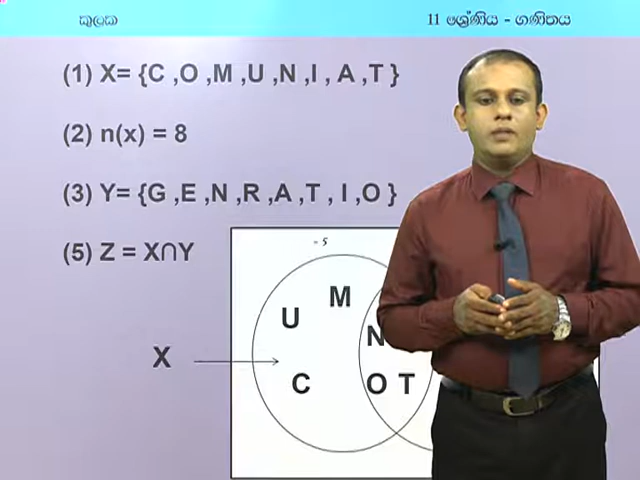 කුලක
11 ශ්‍රේණිය - ගණිතය
(1) X= {C ,O ,M ,U ,N ,I , A ,T }
(2) n(x) = 8
(3) Y= {G ,E ,N ,R ,A ,T , I ,O }
(5) Z = X∩Y
M
U
N
X
C
O T